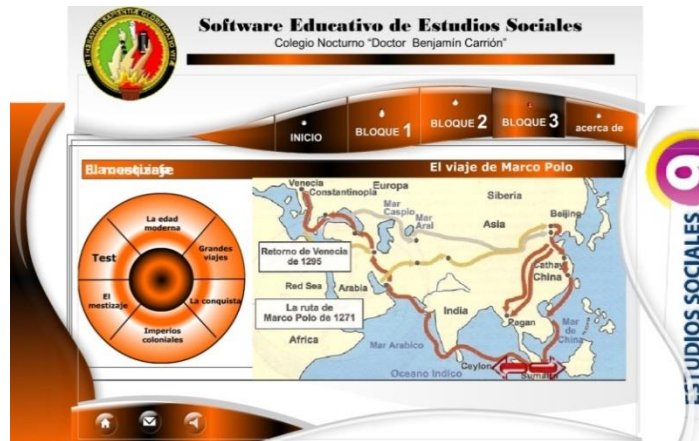 Software Educativo de Estudios Sociales
Colegio Nocturno "Doctor Benjamín Carrión"
INICIO
BLOQUE 1
BLOQUE 2
BLOQUE 3
acerca de
El mestizaje
El viaje de Marco Polo
La edad
moderna
Grandes
viajes
La conquista
Imperios
coloniales
El
mestizaje
Test
Venecia
Constantinopla
Europa
Siberia
Mar
Caspio
Mar
Aral
Asia
Beijing
Retorno de Venecia
de 1295
Red Sea
Arabia
Cathay
China
La ruta de
Marco Polo de 1271
India
Pagan
Mar
de
China
Africa
Mar Arabico
Ceylon
Oceano Indico
9
ESTUDIOS SOCIALES